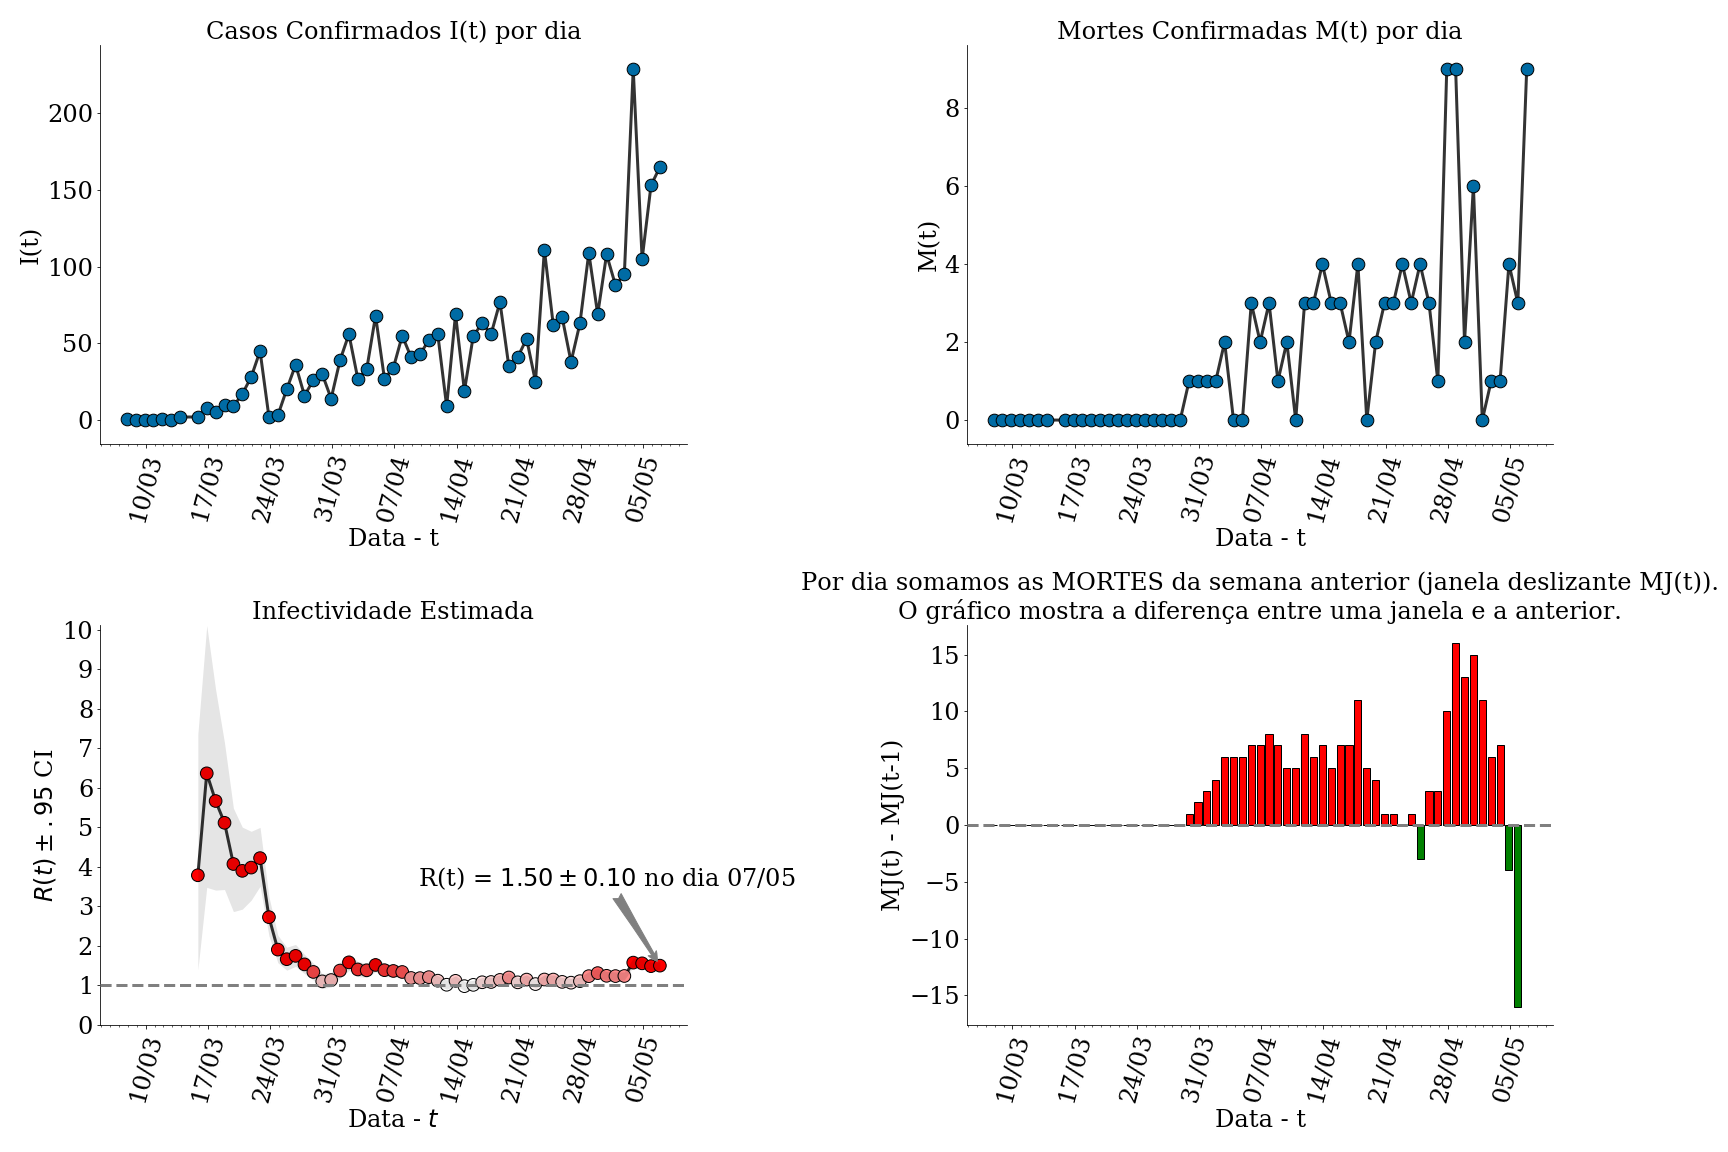 Casos Confirmados I(t) por dia
I(t)
200
150
100
50
0
10/03 17/03 24/03 31/03 07/04 14/04 21/04 28/04 05/05
Data - t
Mortes Confirmadas M(t) por dia
M(t)
8
6
4
2
0
10/03 17/03 24/03 31/03 07/04 14/04 21/04 28/04 05/05
Data - t
Infectividade Estimada
R(t) ± .95 CI
10
9
8
7
6
5
4
3
2
1
0
R(t) = 1.50 ± 0.10 no dia 07/05
10/03 17/03 24/03 31/03 07/04 14/04 21/04 28/04 05/05
Data - t
Por dia somamos as MORTES da semana anterior (janela deslizante MJ(t)).
O gráfico mostra a diferença entre uma janela e a anterior.
MJ(t) - MJ(t-1)
15
10
5
0
−5
−10
−15
10/03 17/03 24/03 31/03 07/04 14/04 21/04 28/04 05/05
Data - t